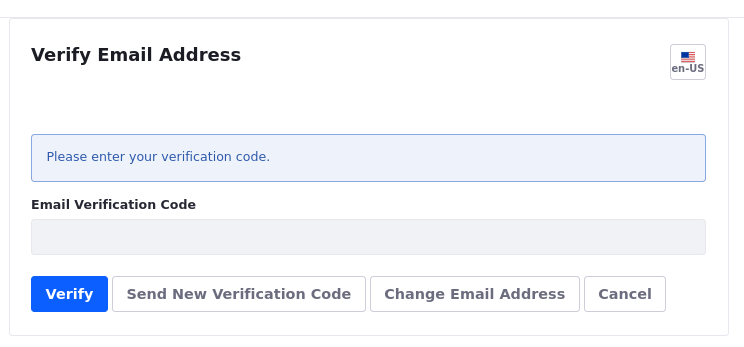 Verify Email Address
en-US
Please enter your verification code.
Email Verification Code
Verify
Send New Verification Code
Change Email Address
Cancel